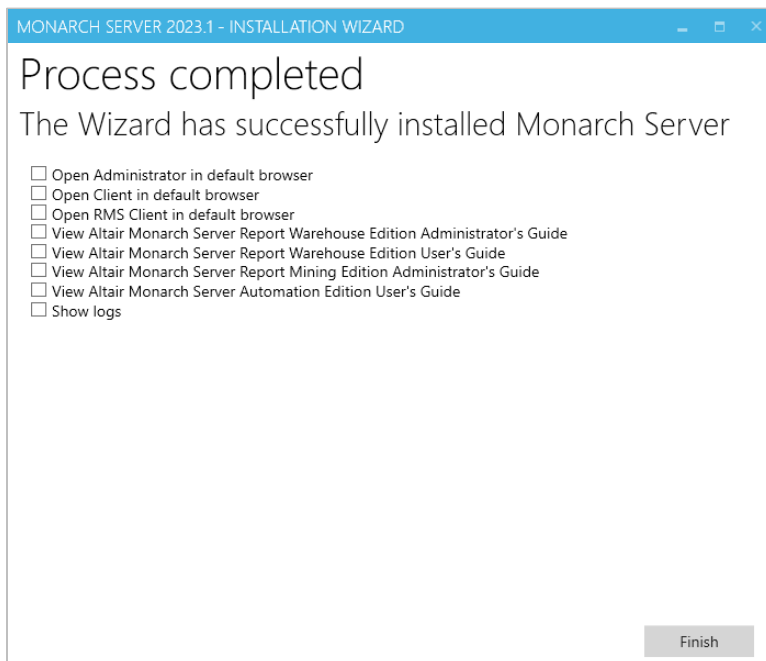 MONARCH SERVER 2023.1 - INSTALLATION WIZARD
Process completed
The Wizard has successfully installed Monarch Server
Open Administrator in default browser
Open Client in default browser
Open RMS Client in default browser
View Altair Monarch Server Report Warehouse Edition Administrator's Guide
View Altair Monarch Server Report Warehouse Edition User's Guide
View Altair Monarch Server Report Mining Edition Administrator's Guide
View Altair Monarch Server Automation Edition User's Guide
Show logs
Finish